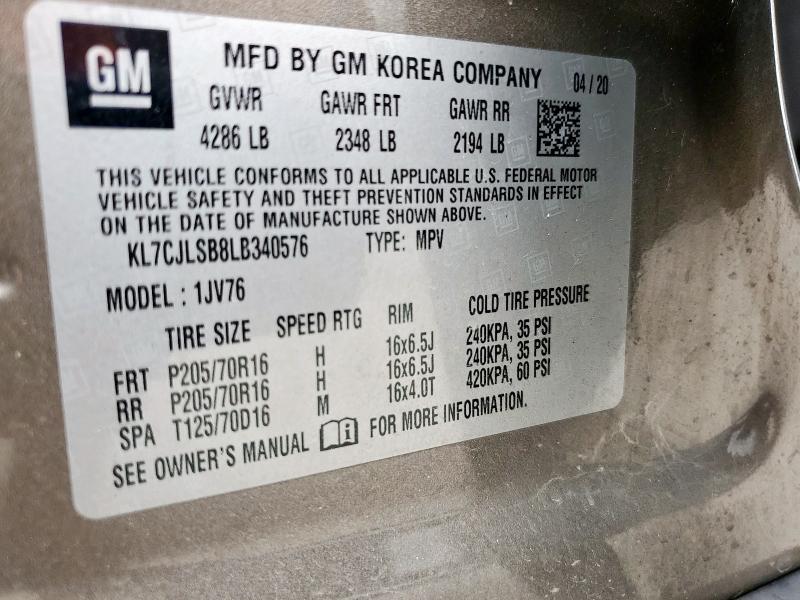 GM
MFD BY GM KOREA COMPANY 04 / 20
GVWR GAWR FRT GAWR RR
4286 LB 2348 LB 2194 LB
THIS VEHICLE CONFORMS TO ALL APPLICABLE U.S. FEDERAL MOTOR
VEHICLE SAFETY AND THEFT PREVENTION STANDARDS IN EFFECT
ON THE DATE OF MANUFACTURE SHOWN ABOVE.
KL7CJLSB8LB340576 TYPE: MPV
MODEL : 1JV76
TIRE SIZE SPEED RTG RIM COLD TIRE PRESSURE
FRT P205/70R16 H 16x6.5J 240KPA, 35 PSI
RR P205/70R16 H 16x6.5J 240KPA, 35 PSI
SPA T125/70D16 M 16x4.0T 420KPA, 60 PSI
SEE OWNER'S MANUAL FOR MORE INFORMATION.